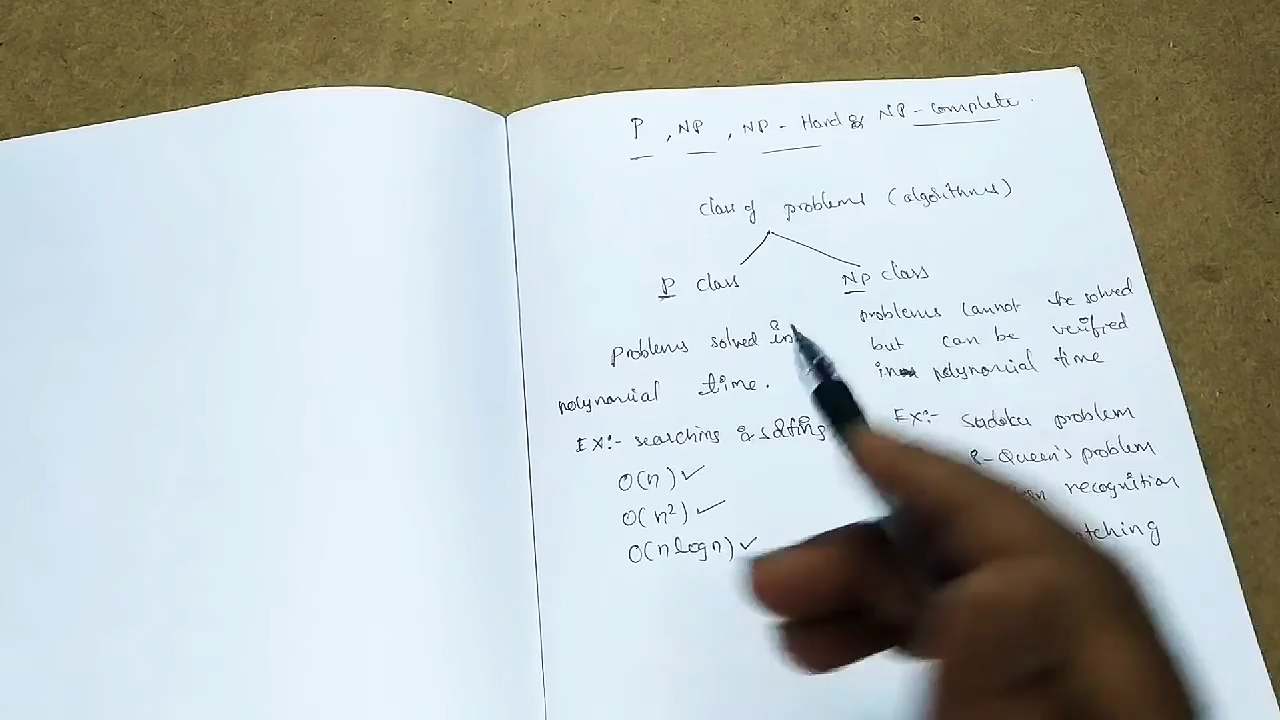 P , NP , NP - Hard & NP - Complete .
class of problems (algorithms)
P class
NP class
problems solved in
polynomial time.
Ex:- searching & sorting
O(n) ✓
O(n²) ✓
O(n log n) ✓
problems cannot be solved
but can be verified
in polynomial time
Ex:- Sudoku problem
8-Queen's problem
recognition